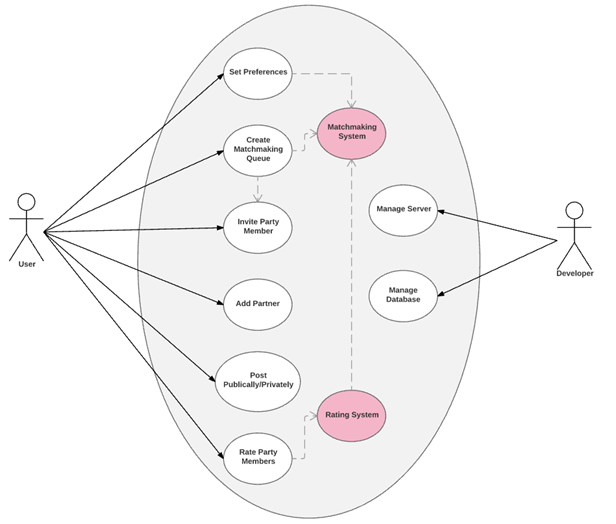 Set Preferences
Matchmaking
System
Create
Matchmaking
Queue
Manage Server
Invite Party
Member
User
Developer
Manage
Database
Add Partner
Post
Publically/Privately
Rating System
Rate Party
Members